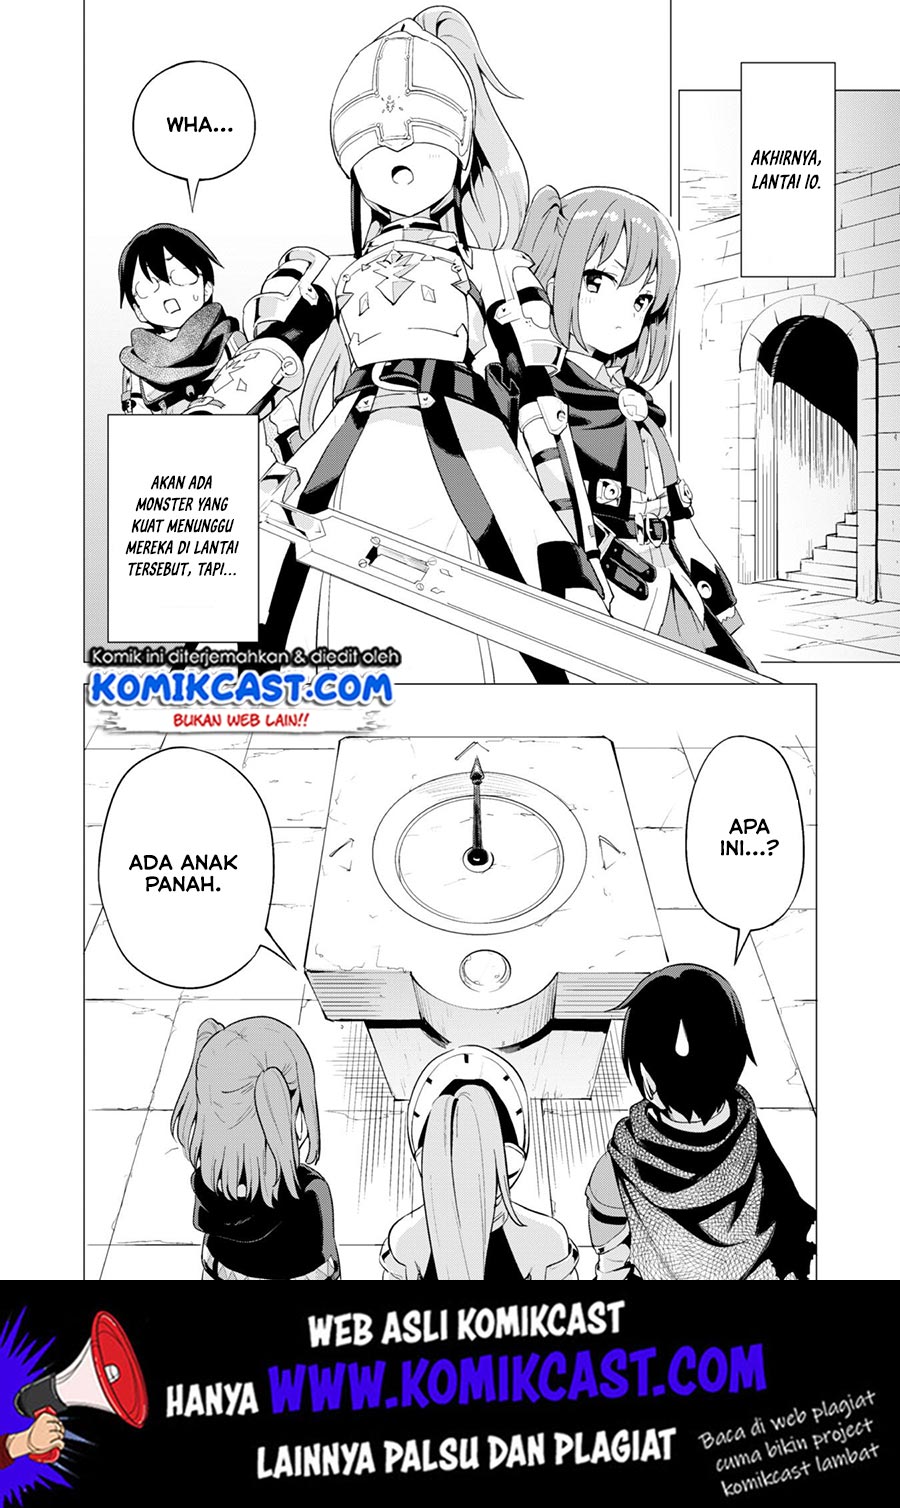 AKHIRNYA,
LANTAI 10.
WHA...
AKAN ADA
MONSTER YANG
KUAT MENUNGGU
MEREKA DI LANTAI
TERSEBUT, TAPI...
Komik ini diterjemahkan & diedit oleh
KOMIKCAST.COM
BUKAN WEB LAIN!!
APA
INI...?
ADA ANAK
PANAH.
WEB ASLI KOMIKCAST
HANYA WWW.KOMIKCAST.COM
LAINNYA PALSU DAN PLAGIAT
Baca di web plagiat
cuma bikin project
komikcast lambat